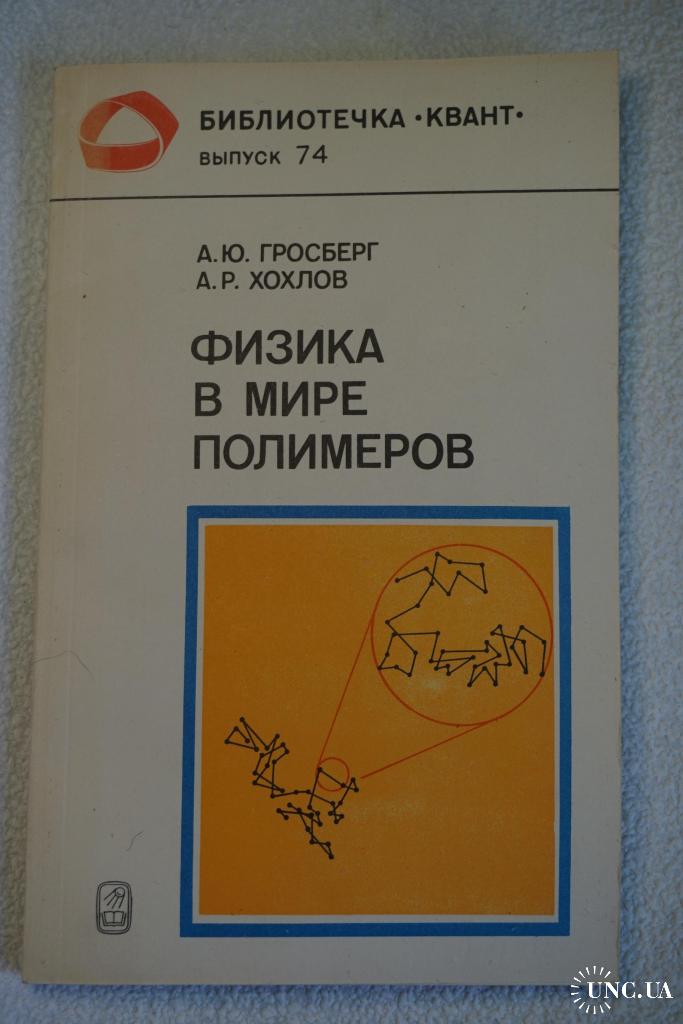 БИБЛИОТЕЧКА •КВАНТ•
ВЫПУСК 74
А.Ю. ГРОСБЕРГ
А.Р. ХОХЛОВ
ФИЗИКА
В МИРЕ
ПОЛИМЕРОВ
UNC.UA